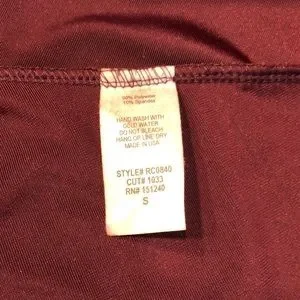 90% Polyester
10% Spandex
HAND WASH WITH
COLD WATER
DO NOT BLEACH
HANG OF LINE DRY
MADE IN USA
STYLE# RC0840
CUT# 1033
RN# 151240
S